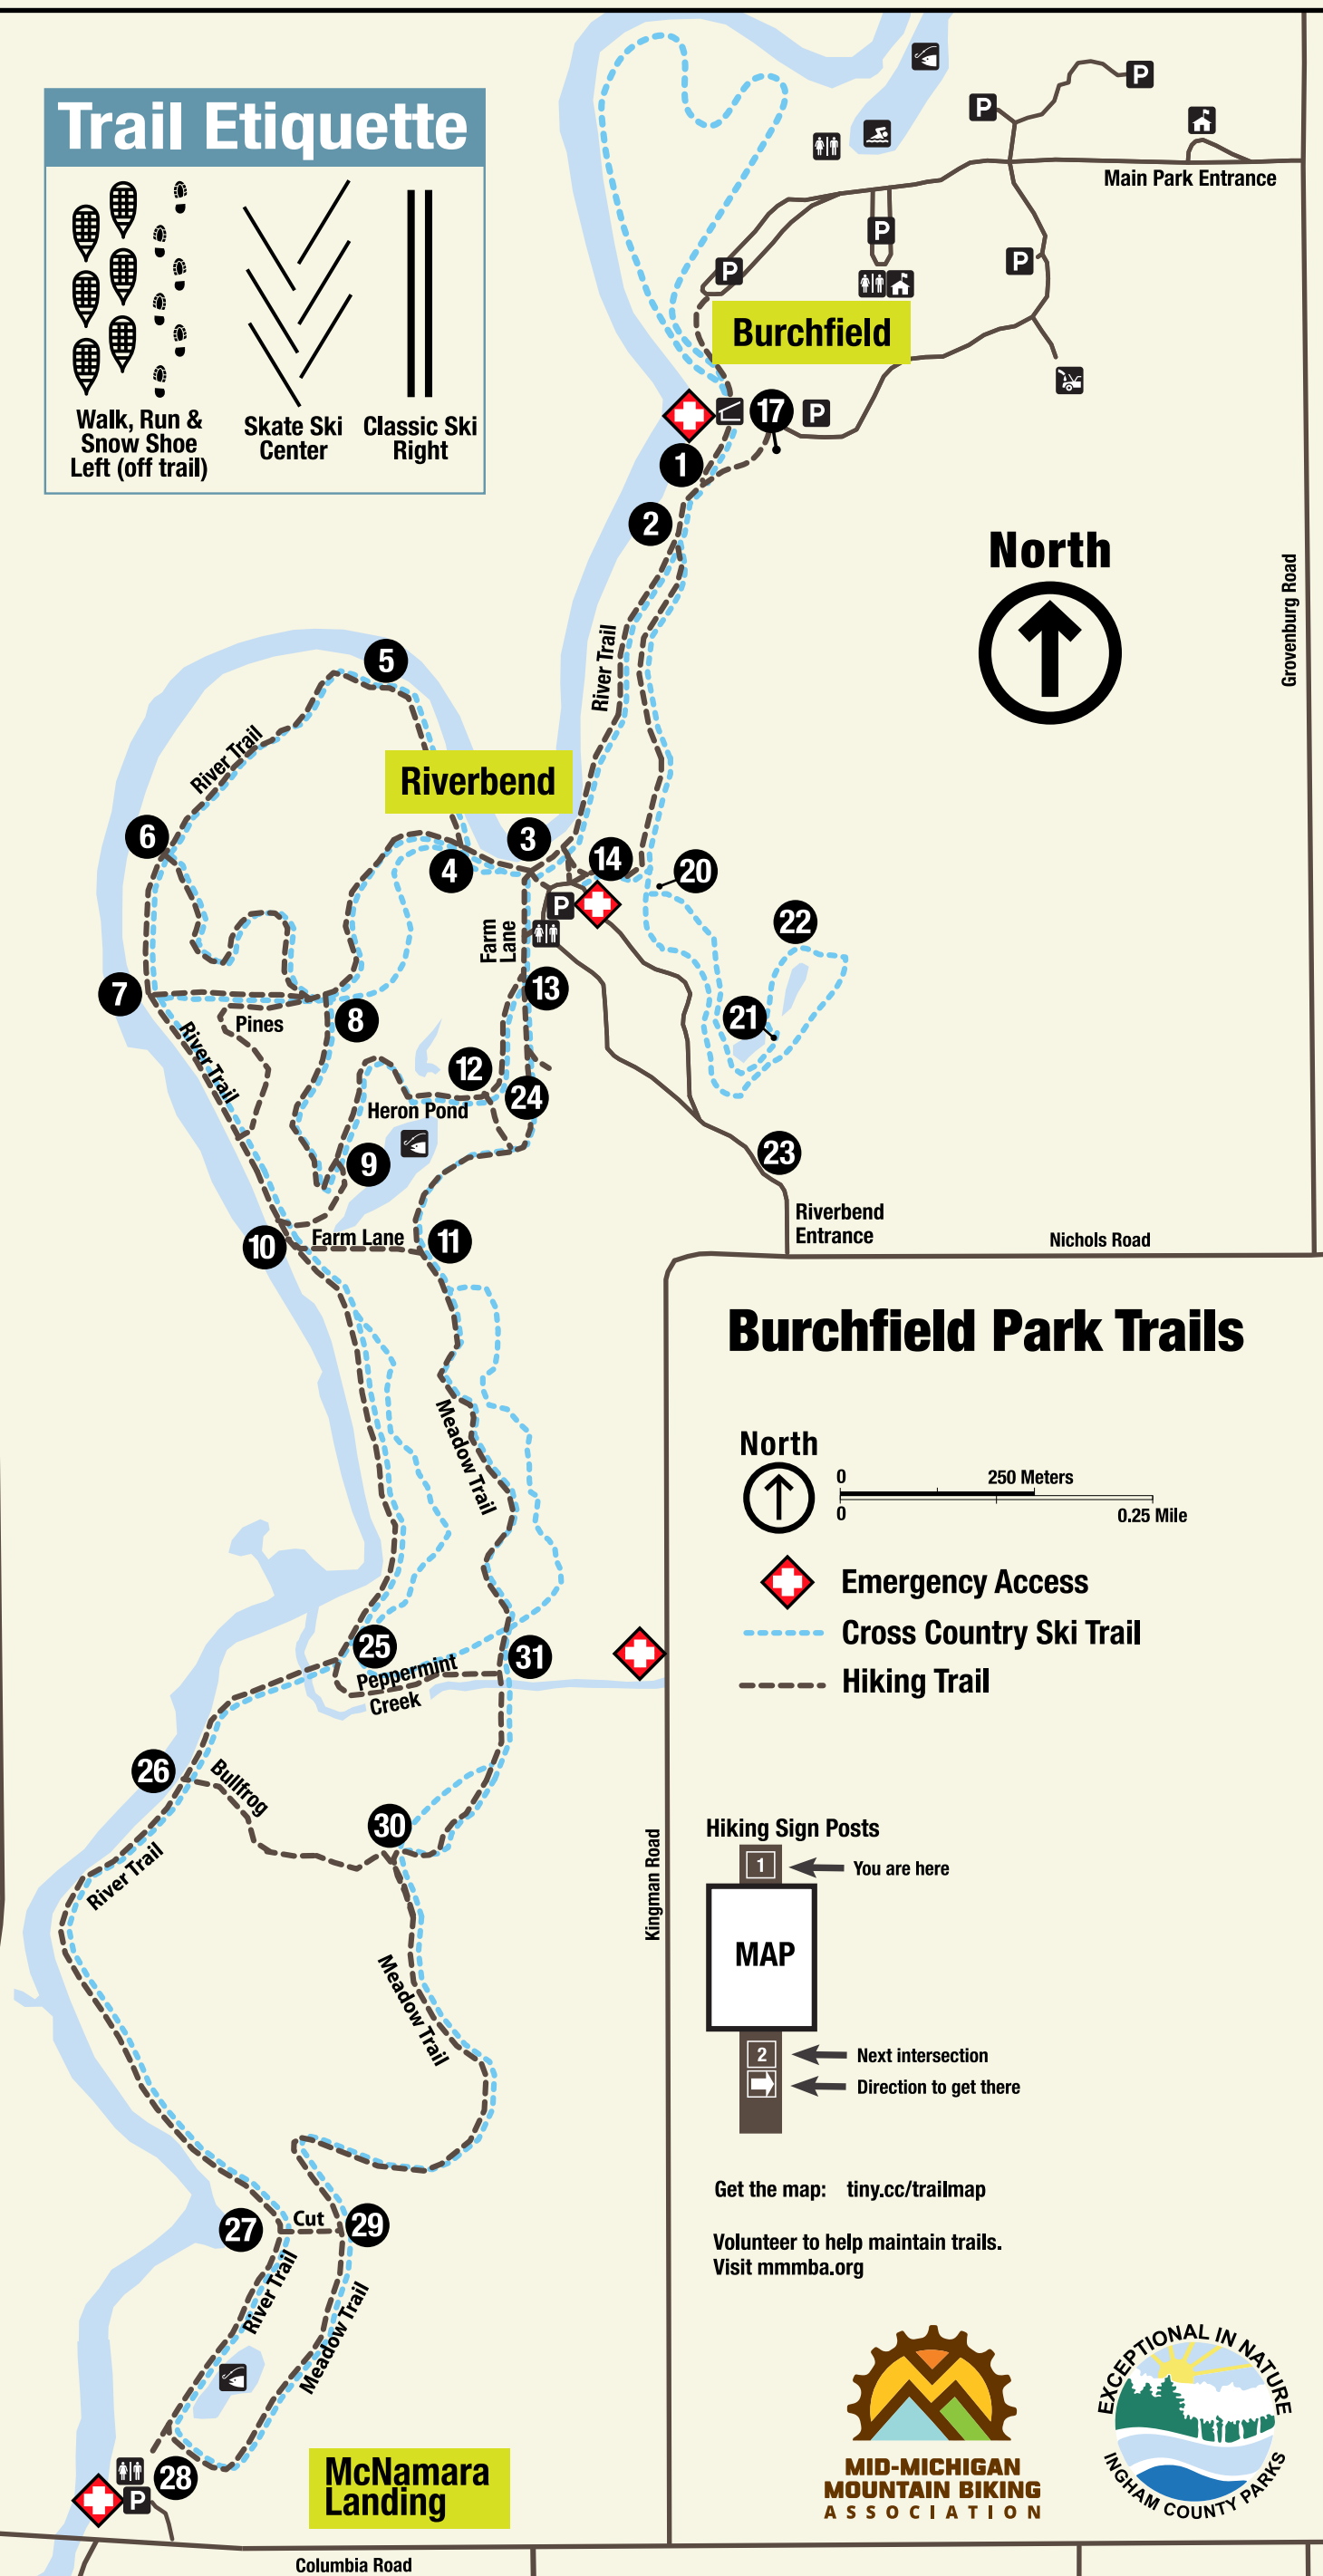 Trail Etiquette
Walk, Run &
Snow Shoe
Left (off trail)
Skate Ski
Center
Classic Ski
Right
P
P
Main Park Entrance
P
P
P
Burchfield
17
P
1
2
North
Grovenburg Road
River Trail
5
River Trail
Riverbend
6
3
4
14
20
P
22
Farm
Lane
7
13
21
8
Pines
River Trail
12
24
Heron Pond
9
23
Riverbend
Entrance
10
Farm Lane
11
Nichols Road
Burchfield Park Trails
Meadow Trail
North
0
250 Meters
0
0.25 Mile
Emergency Access
Cross Country Ski Trail
Hiking Trail
25
31
Peppermint
Creek
26
Bullfrog
30
River Trail
Kingman Road
Hiking Sign Posts
1
You are here
MAP
2
Next intersection
Direction to get there
Meadow Trail
Get the map: tiny.cc/trailmap
Volunteer to help maintain trails.
Visit mmmba.org
27
Cut
29
River Trail
Meadow Trail
28
P
McNamara
Landing
MID-MICHIGAN
MOUNTAIN BIKING
ASSOCIATION
EXCEPTIONAL IN NATURE
INGHAM COUNTY PARKS
Columbia Road